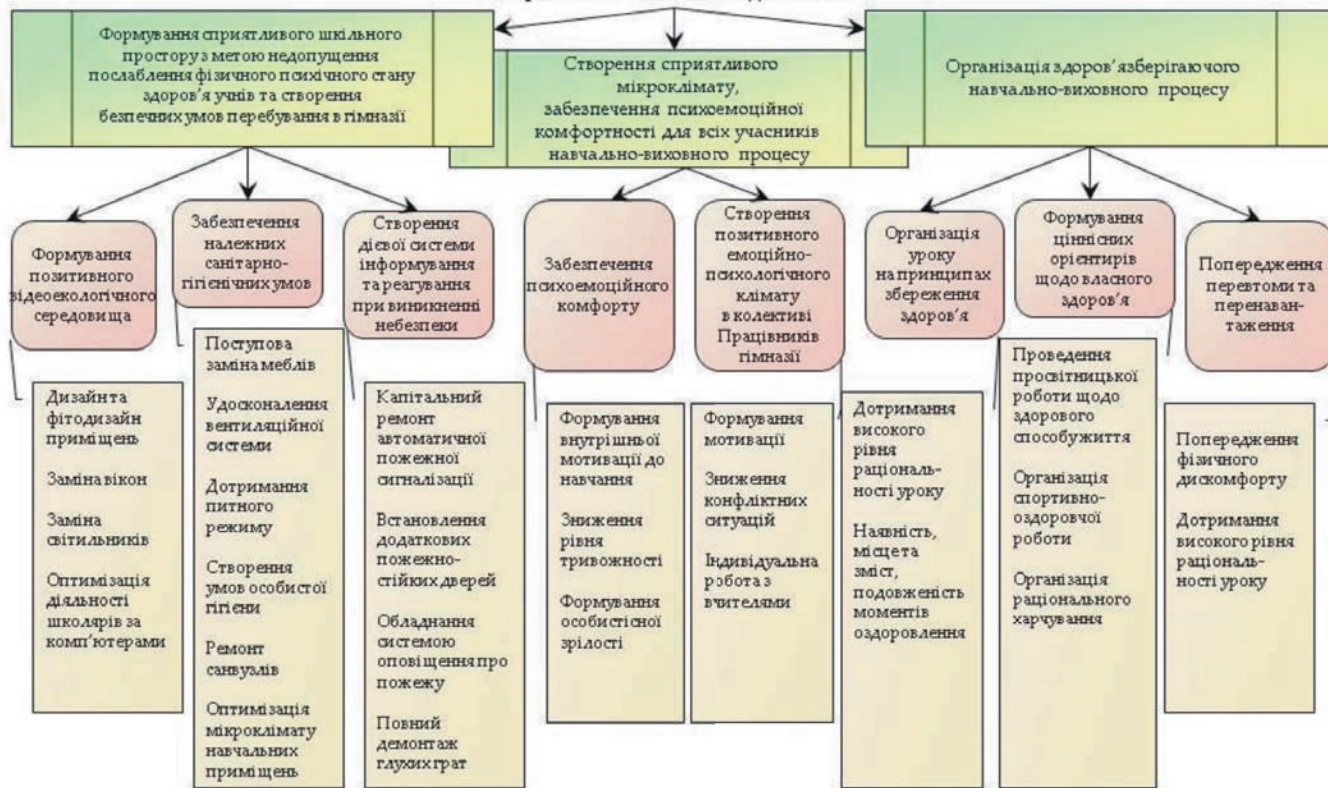 Формування сприятливого шкільного
простору з метою недопущення
послаблення фізичного психічного стану
здоров'я учнів та створення
безпечних умов перебування в гімназії
Створення сприятливого
мікроклімату,
забезпечення психоемоційної
комфортності для всіх учасників
навчально-виховного процесу
Організація здоров'язберігаючого
навчально-виховного процесу
Формування
позитивного
відеоекологічного
середовища
Забезпечення
належних
санітарно-
гігієнічних умов
Створення
дієвої системи
інформування
та реагування
при виникненні
небезпеки
Забезпечення
психоемоційного
комфорту
Створення
позитивного
емоційно-
психологічного
клімату
в колективі
Працівників
гімназії
Організація
уроку
на принципах
збереження
здоров'я
Формування
ціннісних
орієнтирів
щодо власного
здоров'я
Попередження
перевтоми та
перенаван-
таження
Дизайн та
фітодизайн
приміщень
Заміна вікон
Заміна
світильників
Оптимізація
діяльності
школярів за
комп'ютерами
Поступова
заміна меблів
Удосконалення
вентиляційної
системи
Дотримання
питного
режиму
Створення
умов особистої
гігієни
Ремонт
санвузлів
Оптимізація
мікроклімату
навчальних
приміщень
Капітальний
ремонт
автоматичної
пожежної
сигналізації
Встановлення
додаткових
пожежно-
стійких дверей
Обладнання
системою
оповіщення про
пожежу
Повний
демонтаж
глухих грат
Формування
внутрішньої
мотивації до
навчання
Зниження
рівня
тривожності
Формування
особистісної
зрілості
Формування
мотивації
Зниження
конфліктних
ситуацій
Індивідуальна
робота з
вчителями
Дотримання
високого
рівня
раціональ-
ності уроку
Наявність,
місце та
зміст,
подовженість
моментів
оздоровлення
Проведення
просвітницької
роботи щодо
здорового
способужиття
Організація
спортивно-
оздоровчої
роботи
Організація
раціонального
харчування
Попередження
фізичного
дискомфорту
Дотримання
високого рівня
раціональ-
ності уроку